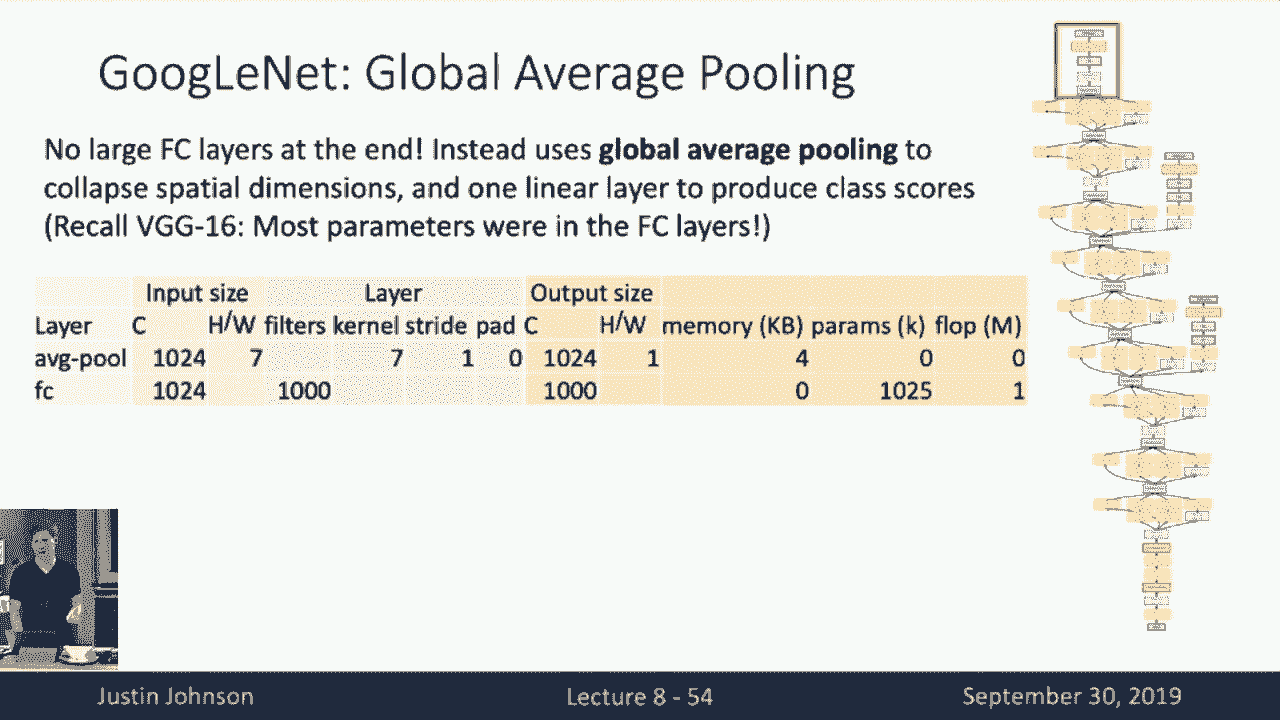 GoogLeNet: Global Average Pooling
No large FC layers at the end! Instead uses global average pooling to
collapse spatial dimensions, and one linear layer to produce class scores
(Recall VGG-16: Most parameters were in the FC layers!)
Input size Layer Output size
Layer C H/W filters kernel stride pad C H/W memory (KB) params (k) flop (M)
avg-pool 1024 7 7 1 0 1024 1 4 0 0
fc 1024 1000 1000 0 1025 1
Justin Johnson Lecture 8 - 54 September 30, 2019